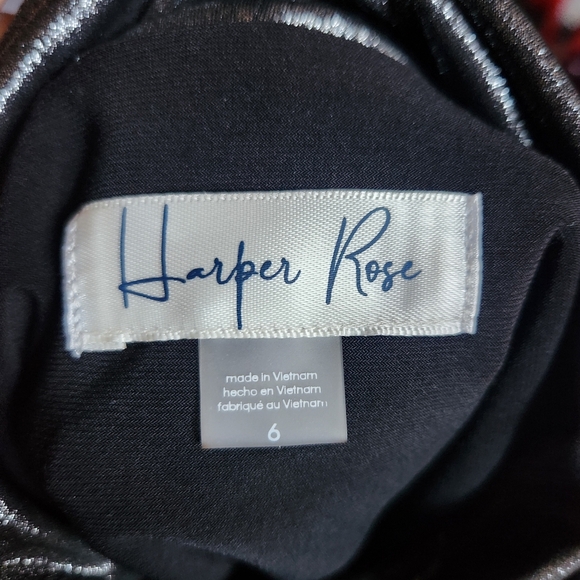 Harper Rose
made in Vietnam
hecho en Vietnam
fabriqué au Vietnam
6